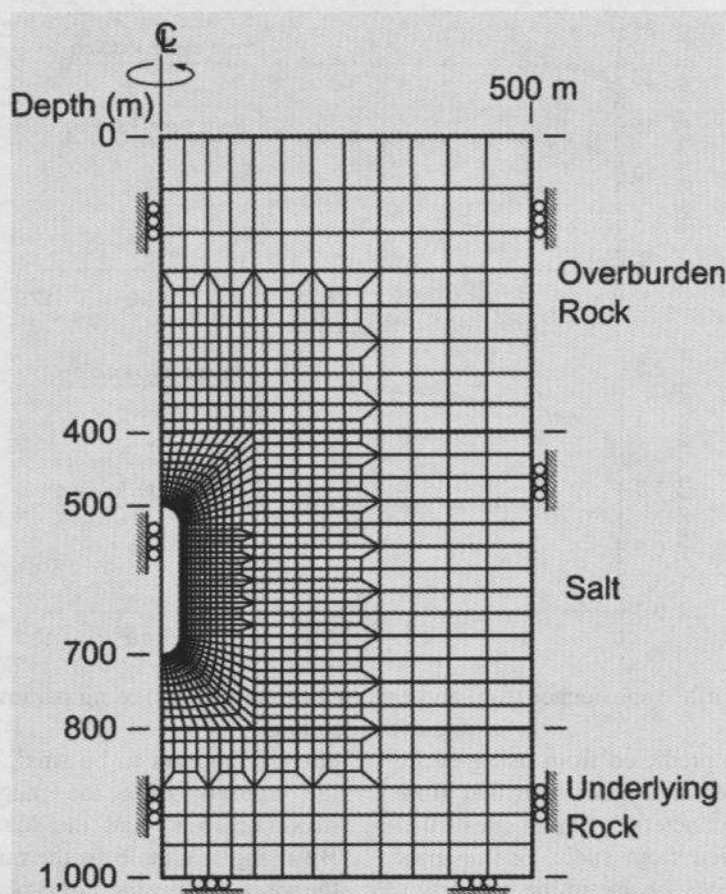 ℄
Depth (m)
500 m
0
Overburden
Rock
400
500
Salt
700
800
Underlying
Rock
1,000